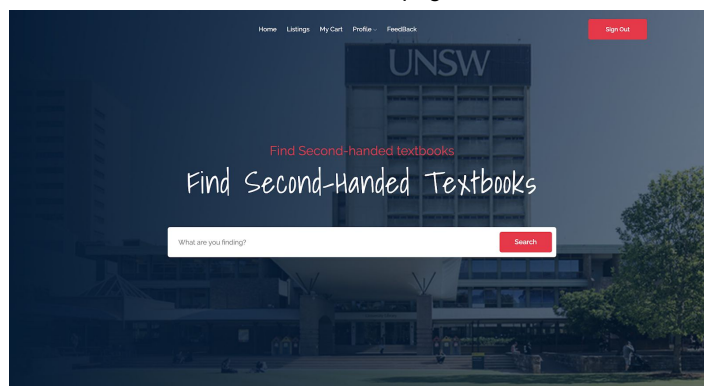 Home Listings My Cart Profile FeedBack Sign Out
UNSW
Find Second-handed textbooks
Find Second-Handed Textbooks
What are you finding? Search